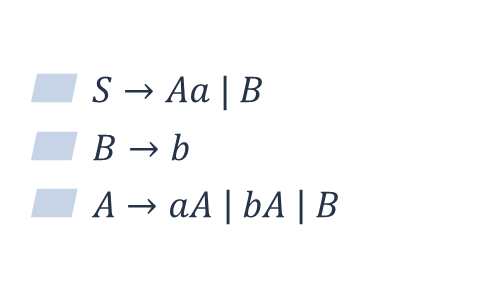 S → Aa | B
B → b
A → aA | bA | B